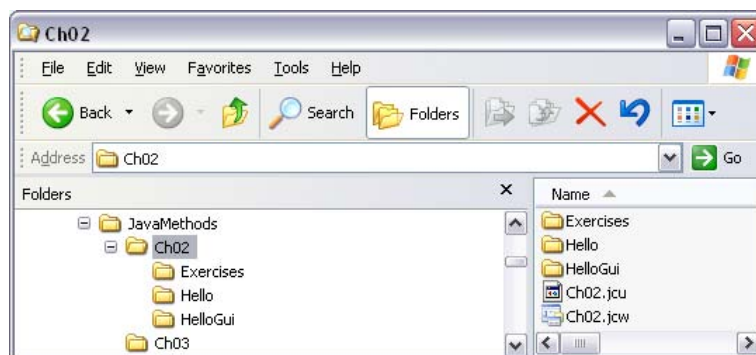 Ch02
File Edit View Favorites Tools Help
Back Search Folders
Address Ch02 Go
Folders x Name
JavaMethods
Ch02
Exercises
Hello
HelloGui
Ch03
Exercises
Hello
HelloGui
Ch02.jcu
Ch02.jcw